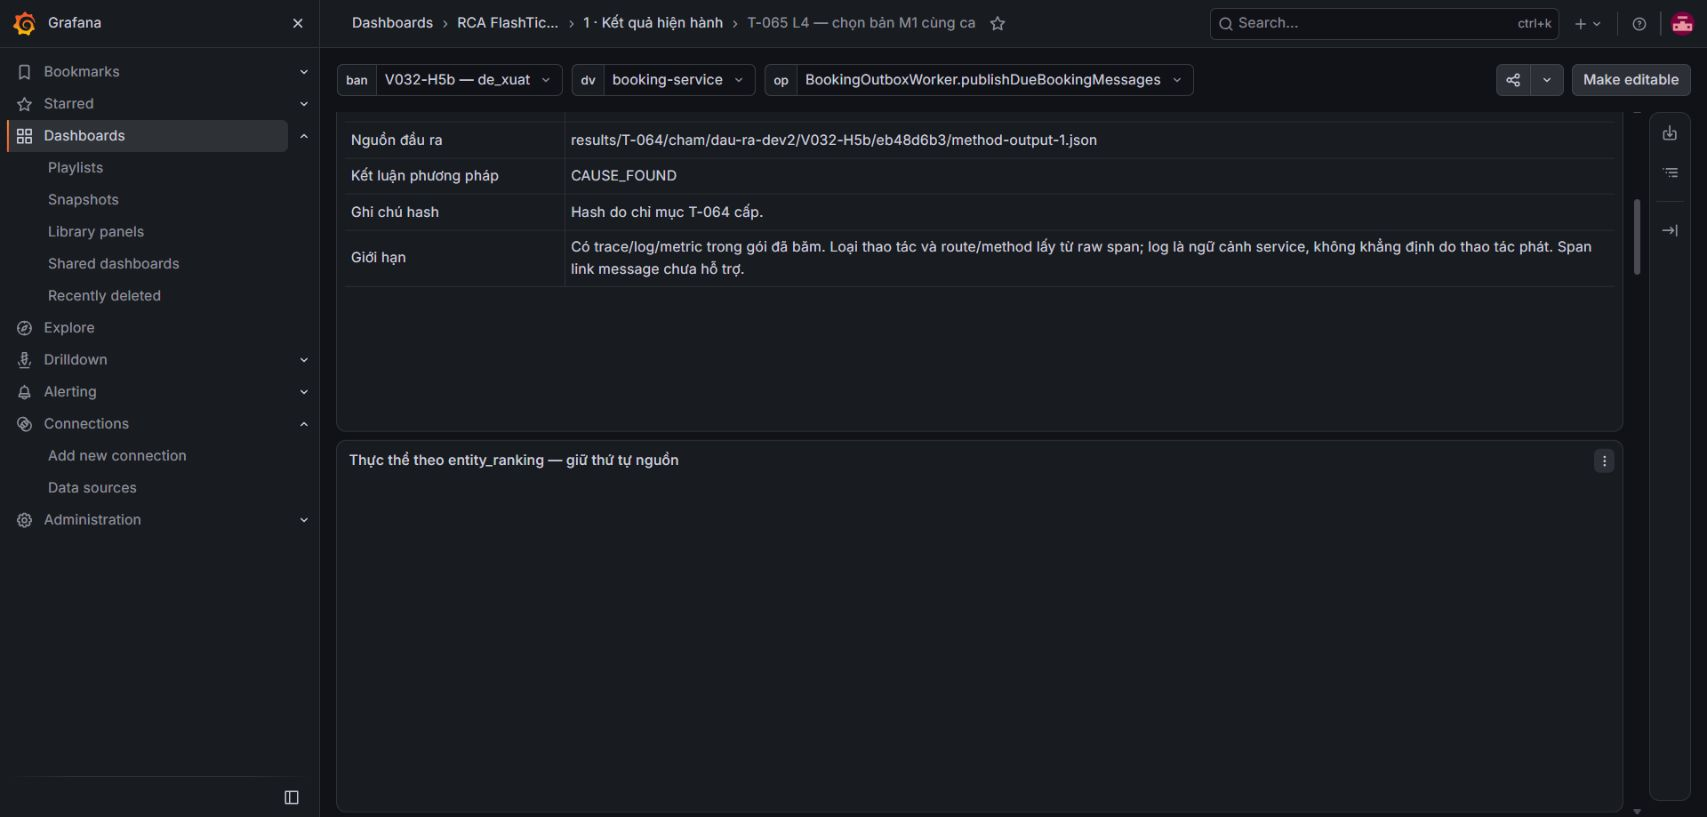 Grafana
Dashboards › RCA FlashTic... › 1 · Kết quả hiện hành › T-065 L4 — chọn bản M1 cùng ca
Search... ctrl+k
Bookmarks
Starred
Dashboards
Playlists
Snapshots
Library panels
Shared dashboards
Recently deleted
Explore
Drilldown
Alerting
Connections
Add new connection
Data sources
Administration
ban V032-H5b — de_xuat dv booking-service op BookingOutboxWorker.publishDueBookingMessages
Make editable
Nguồn đầu ra results/T-064/cham/dau-ra-dev2/V032-H5b/eb48d6b3/method-output-1.json
Kết luận phương pháp CAUSE_FOUND
Ghi chú hash Hash do chỉ mục T-064 cấp.
Giới hạn Có trace/log/metric trong gói đã băm. Loại thao tác và route/method lấy từ raw span; log là ngữ cảnh service, không khẳng định do thao tác phát. Span
link message chưa hỗ trợ.
Thực thể theo entity_ranking — giữ thứ tự nguồn